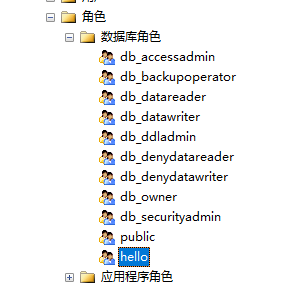 角色
数据库角色
db_accessadmin
db_backupoperator
db_datareader
db_datawriter
db_ddladmin
db_denydatareader
db_denydatawriter
db_owner
db_securityadmin
public
hello
应用程序角色